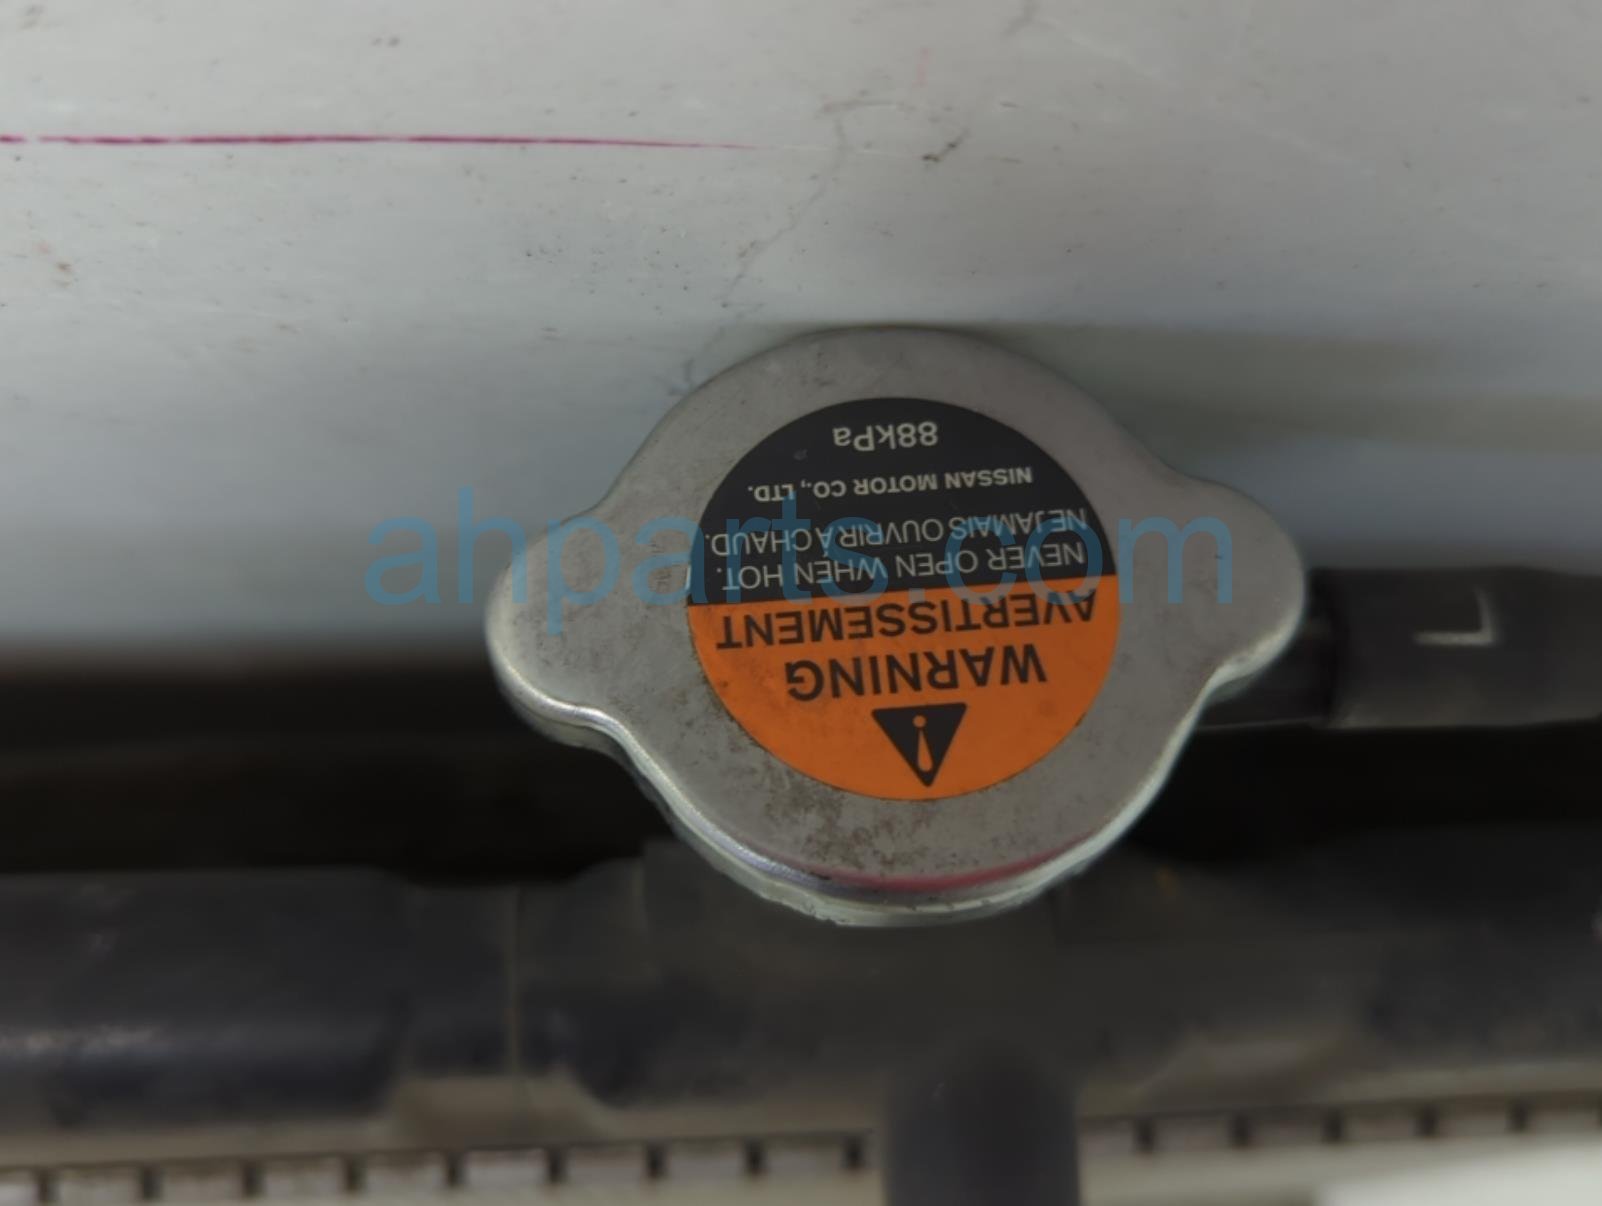 WARNING
AVERTISSEMENT
NEVER OPEN WHEN HOT.
NE JAMAIS OUVRIR À CHAUD.
NISSAN MOTOR CO., LTD.
88kPa
ahparts.com
L